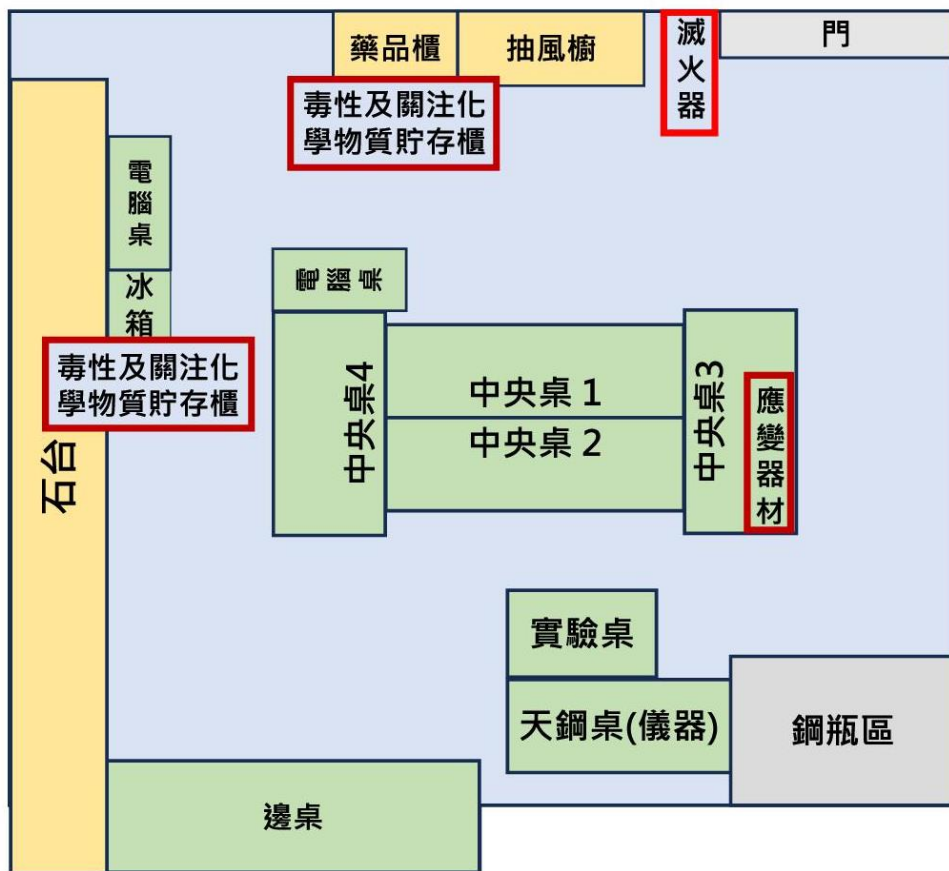 藥品櫃
抽風櫥
滅火器
門
毒性及關注化
學物質貯存櫃
電腦桌
冰箱
毒性及關注化
學物質貯存櫃
石台
電腦桌
中央桌4
中央桌 1
中央桌 2
中央桌3
應變器材
實驗桌
天鋼桌(儀器)
鋼瓶區
邊桌